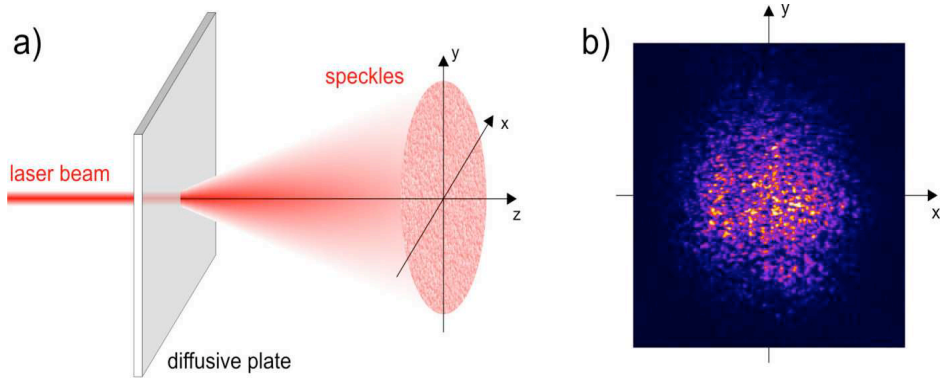 a)
laser beam
diffusive plate
speckles
y
x
z
b)
y
x